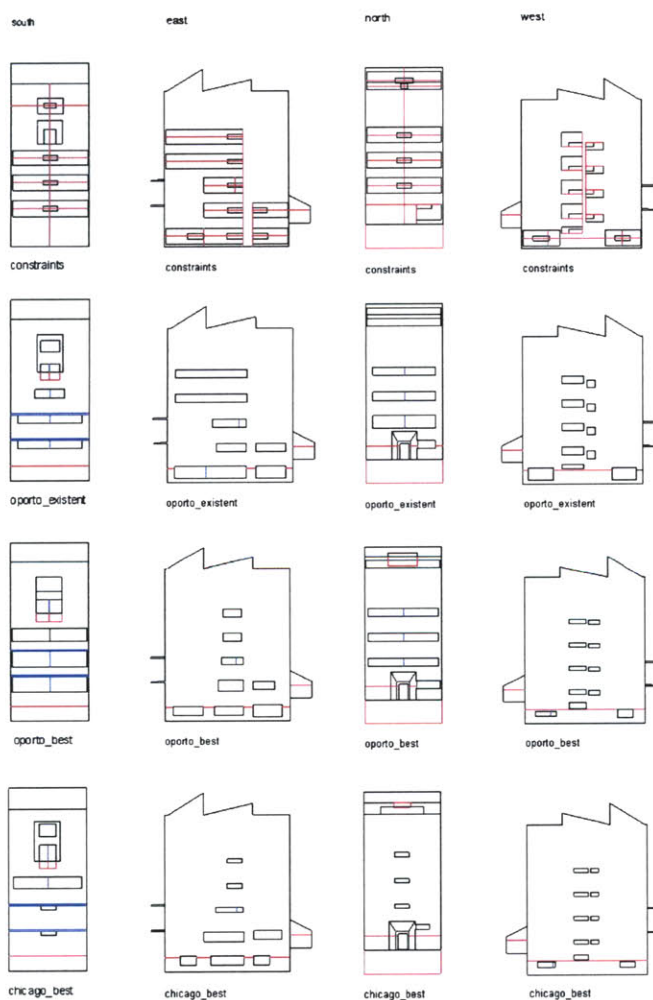 south east north west
constraints constraints constraints constraints
oporto_existent oporto_existent oporto_existent oporto_existent
oporto_best oporto_best oporto_best oporto_best
chicago_best chicago_best chicago_best chicago_best